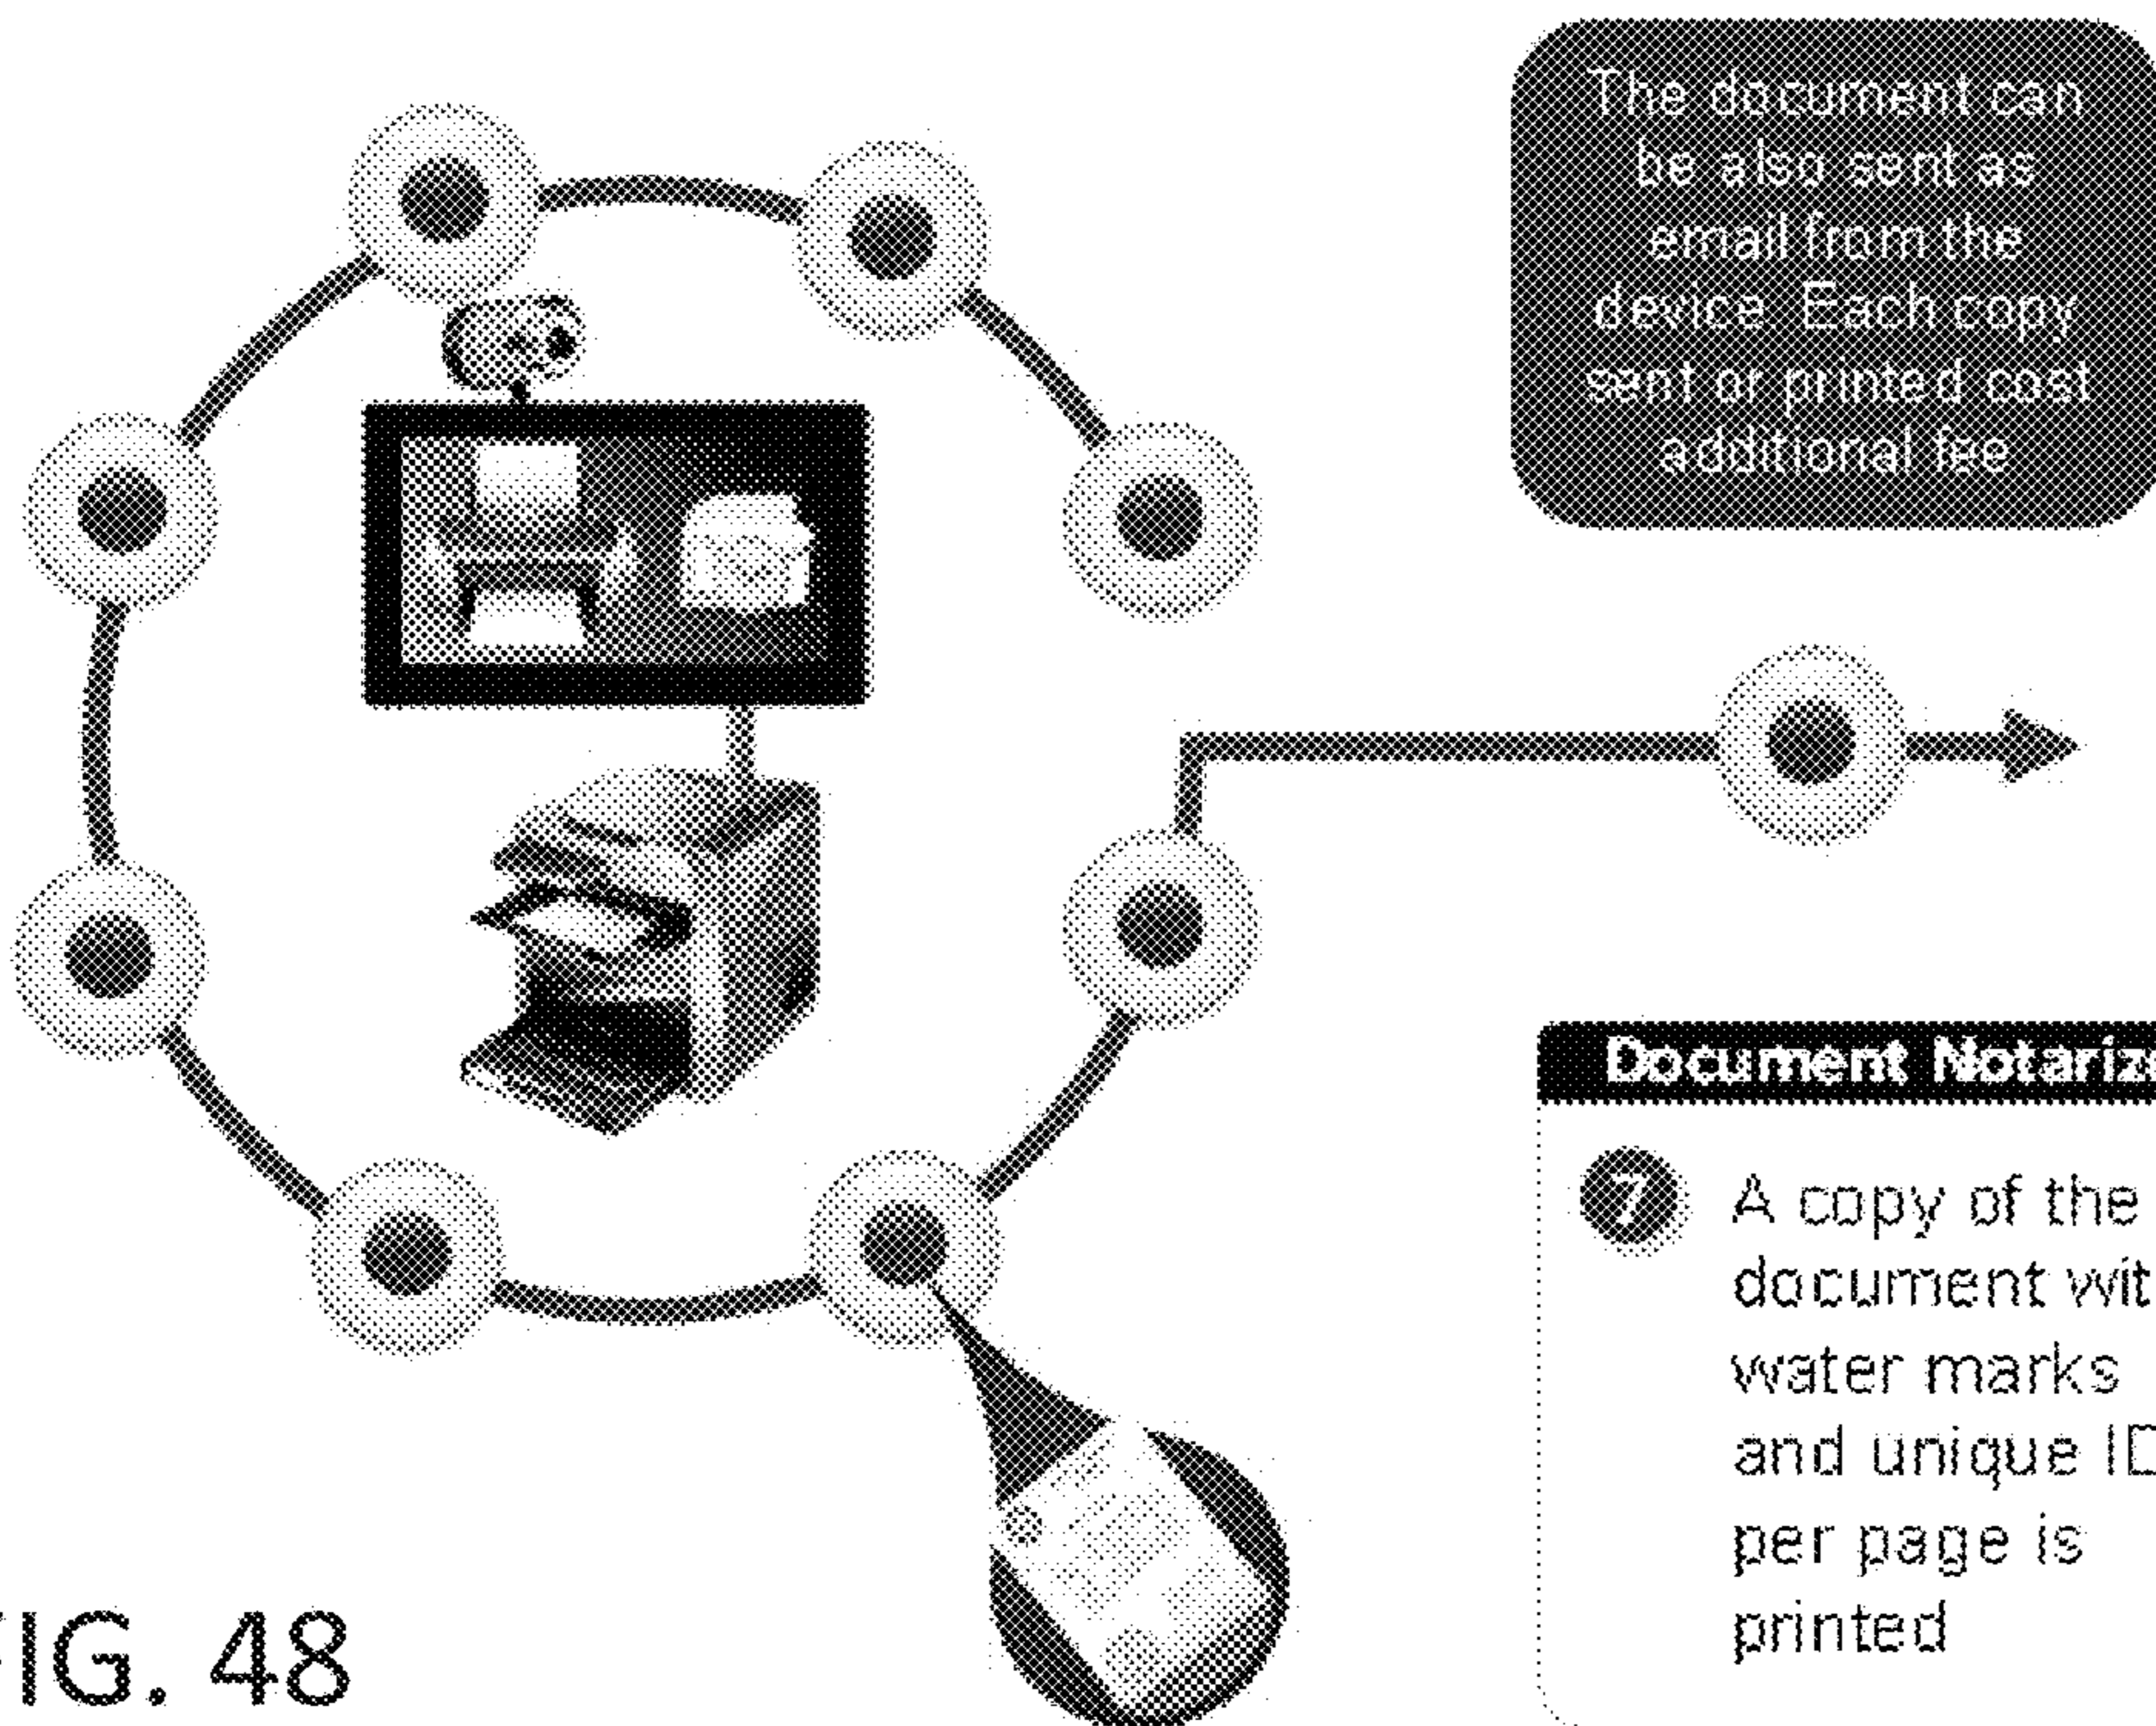 The document can
be also sent as
email from the
device. Each copy
sent or printed cost
additional fee
Document Notariz
7 A copy of the
document wit
water marks
and unique ID
per page is
printed
FIG. 48